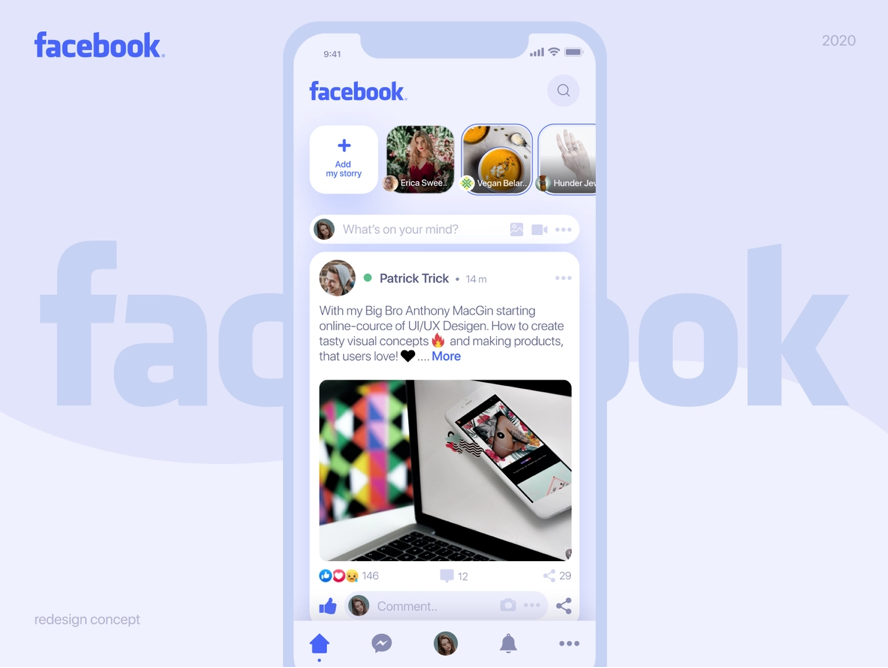 facebook.
2020
9:41
facebook.
Add
my storry
Erica Swee..
Vegan Belar..
Hunder Jew
What's on your mind?
Patrick Trick • 14 m
With my Big Bro Anthony MacGin starting
online-cource of UI/UX Desigen. How to create
tasty visual concepts 🔥 and making products,
that users love! 🖤 .... More
facebook
146
12
29
Comment..
redesign concept